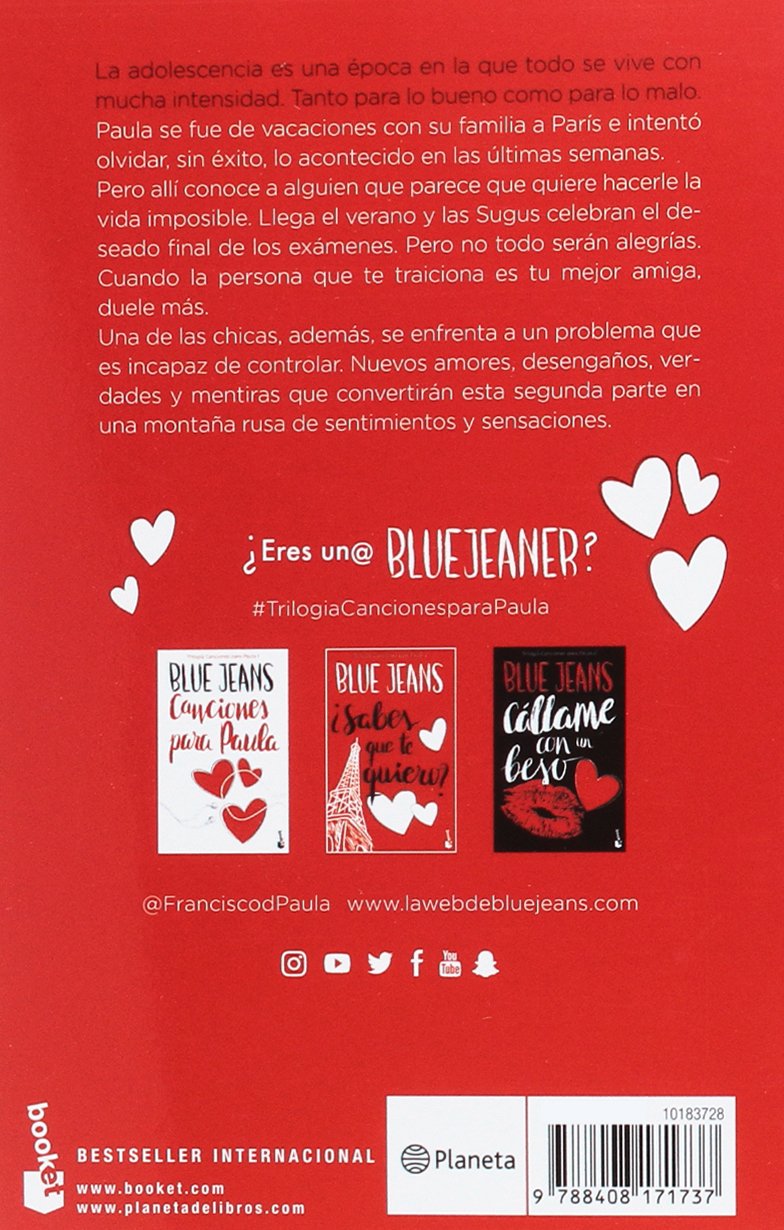 La adolescencia es una época en la que todo se vive con
mucha intensidad. Tanto para lo bueno como para lo malo.
Paula se fue de vacaciones con su familia a París e intentó
olvidar, sin éxito, lo acontecido en las últimas semanas.
Pero allí conoce a alguien que parece que quiere hacerle la
vida imposible. Llega el verano y las Sugus celebran el de-
seado final de los exámenes. Pero no todo serán alegrías.
Cuando la persona que te traiciona es tu mejor amiga,
duele más.
Una de las chicas, además, se enfrenta a un problema que
es incapaz de controlar. Nuevos amores, desengaños, ver-
dades y mentiras que convertirán esta segunda parte en
una montaña rusa de sentimientos y sensaciones.
¿Eres un@ BLUEJEANER?
#TrilogiaCancionesparaPaula
BLUE JEANS
Canciones
para Paula
BLUE JEANS
¿Sabes
que te
quiero?
BLUE JEANS
Cállame
con un
beso
@FranciscodPaula www.lawebdebluejeans.com
You
Tube
booket
BESTSELLER INTERNACIONAL
www.booket.com
www.planetadelibros.com
Planeta
10183728
9 788408 171737